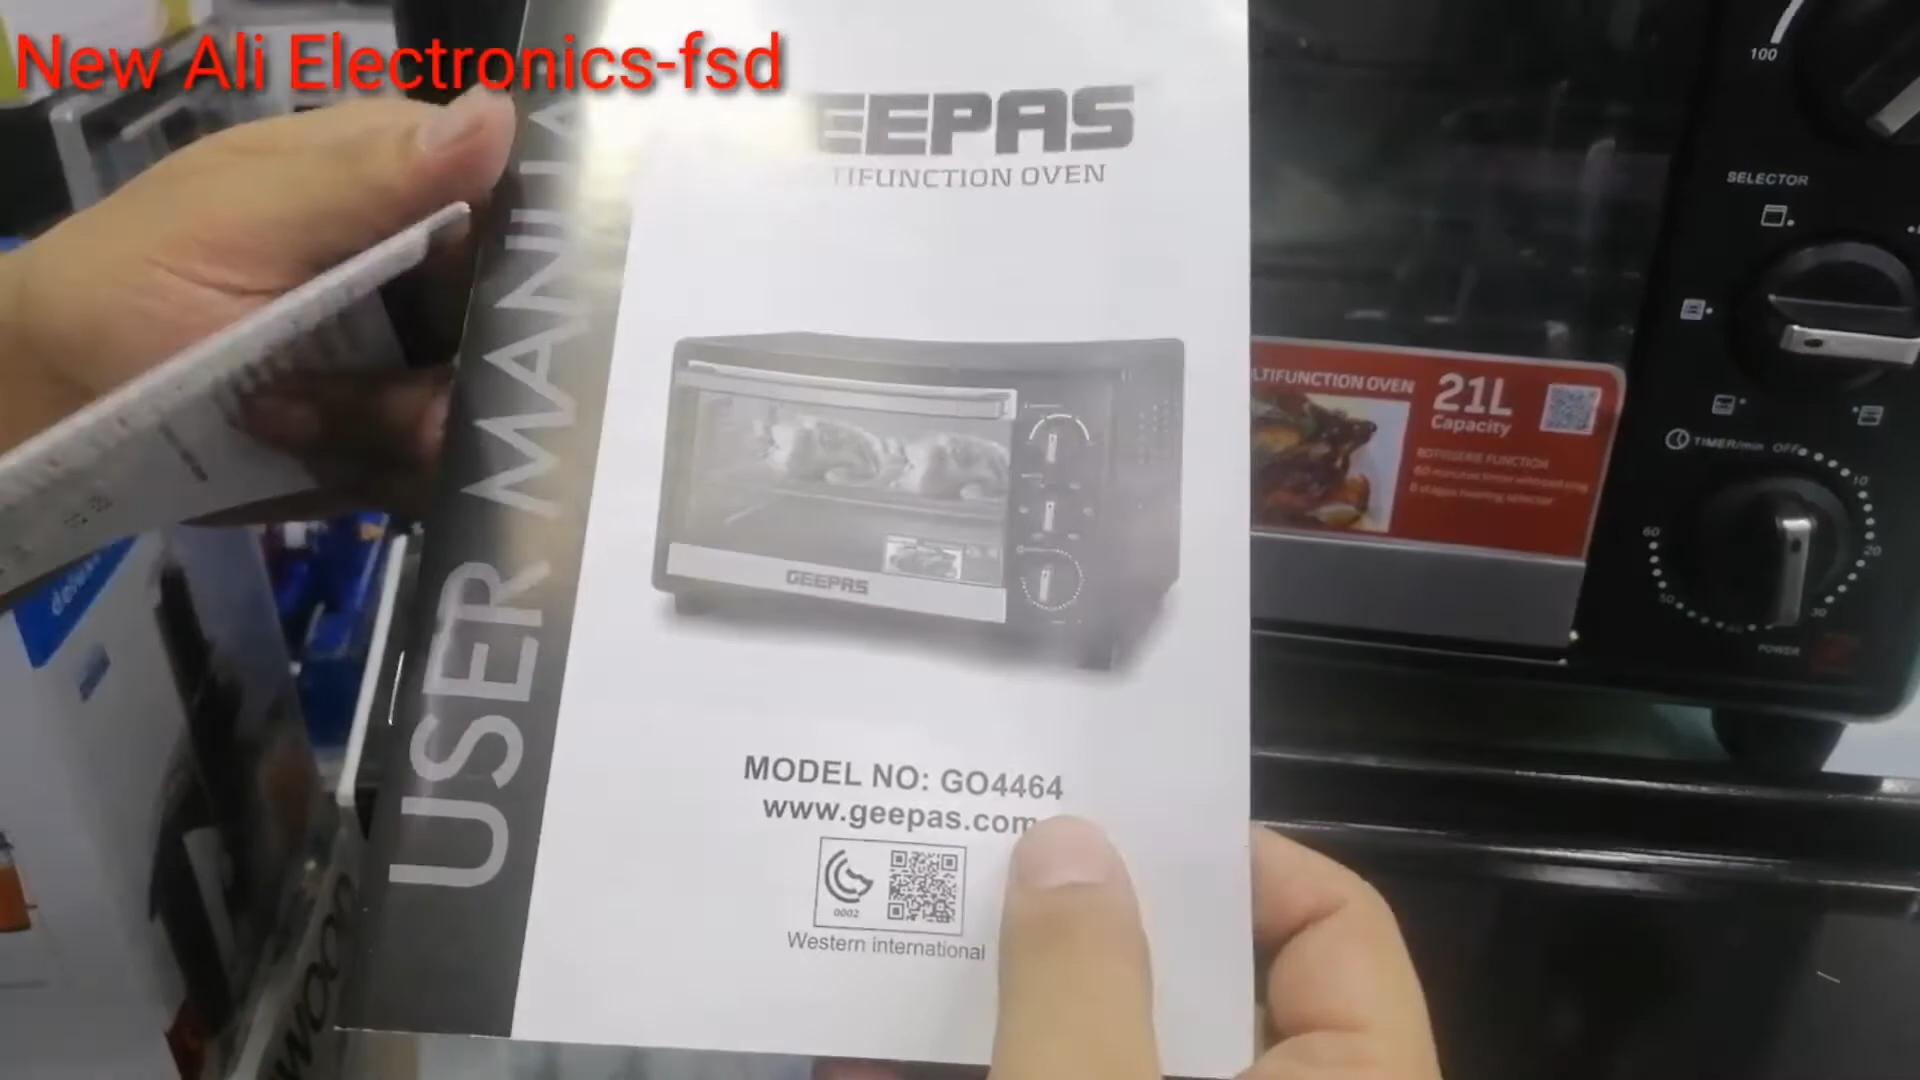 New Ali Electronics-fsd
EEPAS
TIFUNCTION OVEN
USER MANUA
GEEPAS
MODEL NO: GO4464
www.geepas.com
0002
Western international
100
SELECTOR
LTIFUNCTION OVEN
21L
Capacity
ROTISSERIE FUNCTION
TIMER/min OFF
10
20
30
50
60
POWER